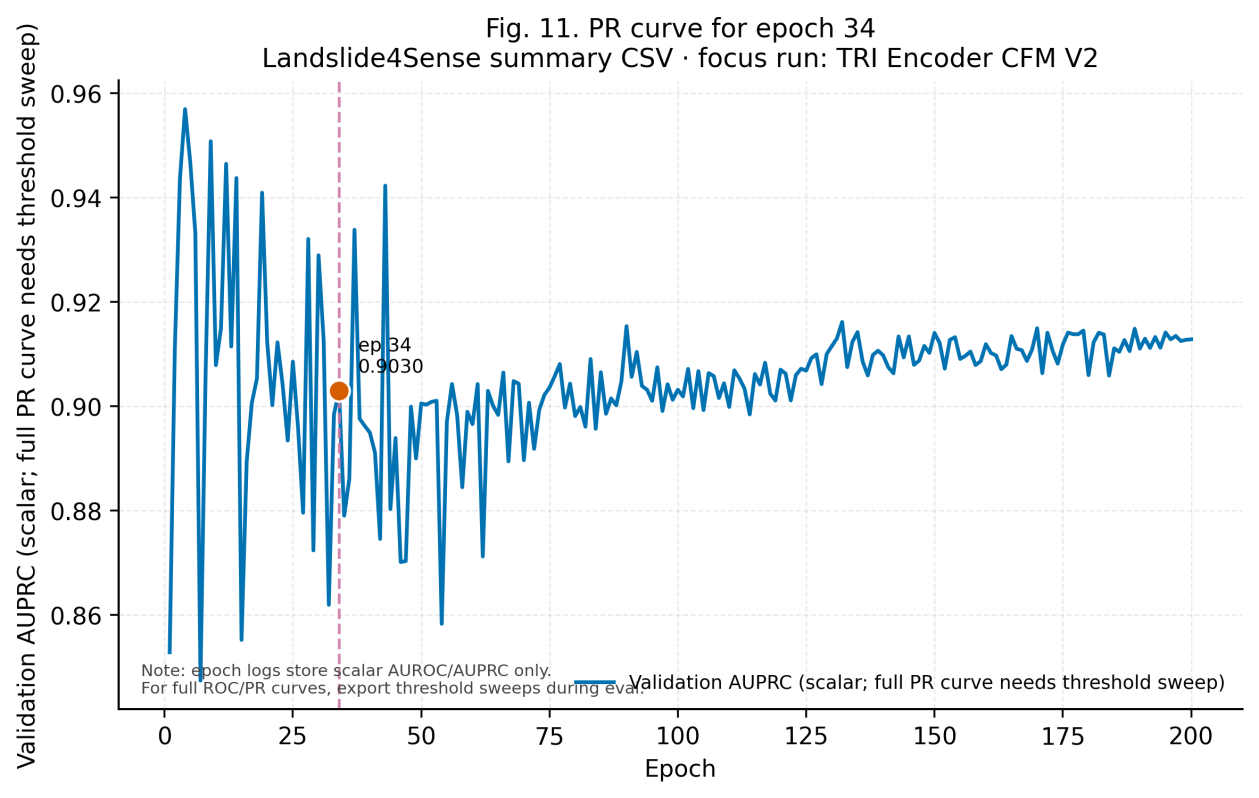 Fig. 11. PR curve for epoch 34
Landslide4Sense summary CSV · focus run: TRI Encoder CFM V2
Validation AUPRC (scalar; full PR curve needs threshold sweep)
0.96
0.94
0.92
0.90
0.88
0.86
ep 34
0.9030
Note: epoch logs store scalar AUROC/AUPRC only.
For full ROC/PR curves, export threshold sweeps during eval.
Validation AUPRC (scalar; full PR curve needs threshold sweep)
0 25 50 75 100 125 150 175 200
Epoch